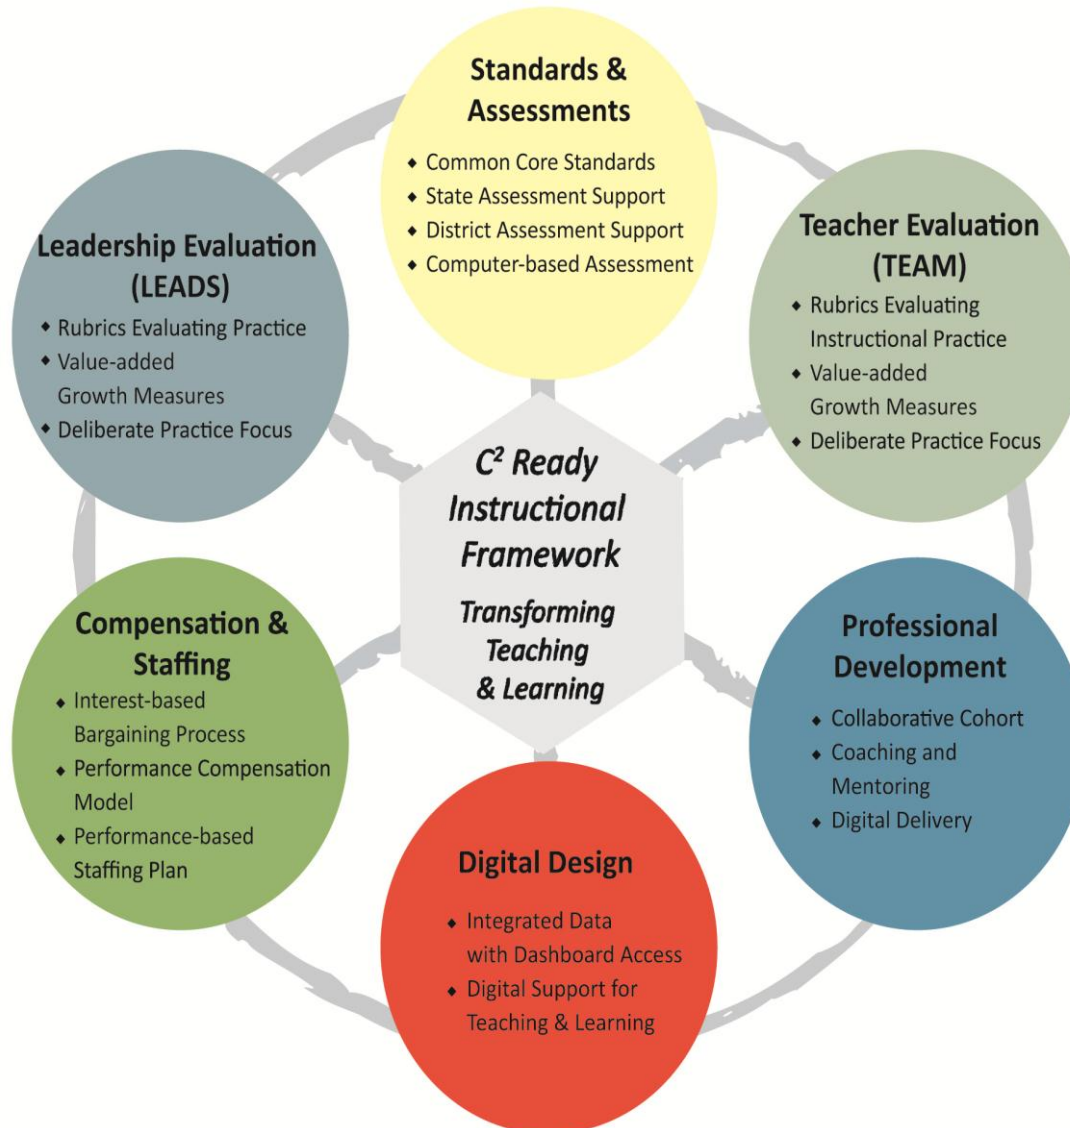 Standards &
Assessments
◆ Common Core Standards
◆ State Assessment Support
◆ District Assessment Support
◆ Computer-based Assessment
Leadership Evaluation
(LEADS)
◆ Rubrics Evaluating Practice
◆ Value-added
Growth Measures
◆ Deliberate Practice Focus
Teacher Evaluation
(TEAM)
◆ Rubrics Evaluating
Instructional Practice
◆ Value-added
Growth Measures
◆ Deliberate Practice Focus
C² Ready
Instructional
Framework
Transforming
Teaching
& Learning
Compensation &
Staffing
◆ Interest-based
Bargaining Process
◆ Performance Compensation
Model
◆ Performance-based
Staffing Plan
Professional
Development
◆ Collaborative Cohort
◆ Coaching and
Mentoring
◆ Digital Delivery
Digital Design
◆ Integrated Data
with Dashboard Access
◆ Digital Support for
Teaching & Learning